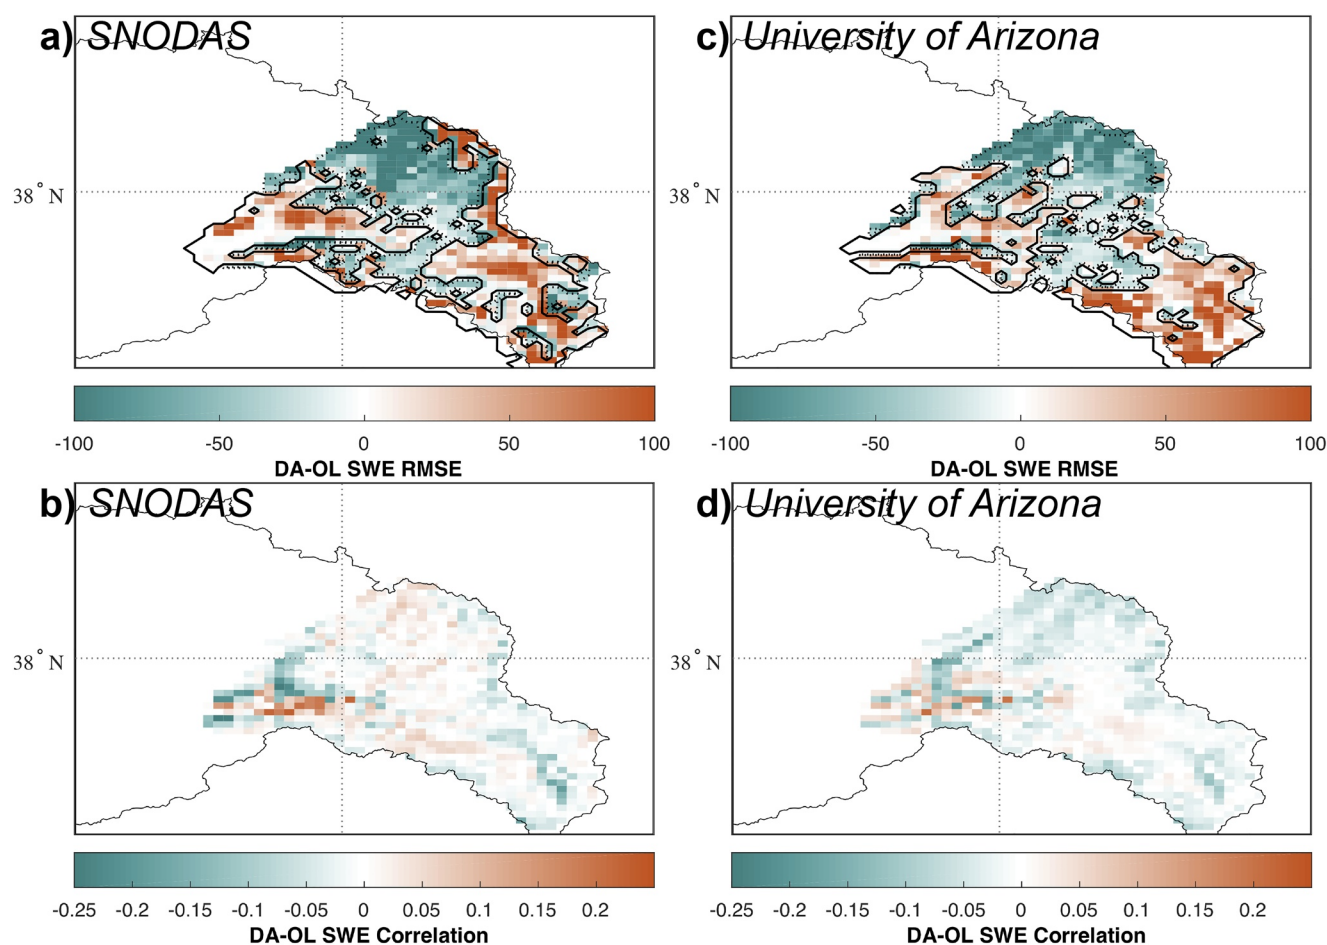 a) SNODAS
c) University of Arizona
38° N
38° N
-100 -50 0 50 100
DA-OL SWE RMSE
-100 -50 0 50 100
DA-OL SWE RMSE
b) SNODAS
d) University of Arizona
38° N
38° N
-0.25 -0.2 -0.15 -0.1 -0.05 0 0.05 0.1 0.15 0.2
DA-OL SWE Correlation
-0.25 -0.2 -0.15 -0.1 -0.05 0 0.05 0.1 0.15 0.2
DA-OL SWE Correlation